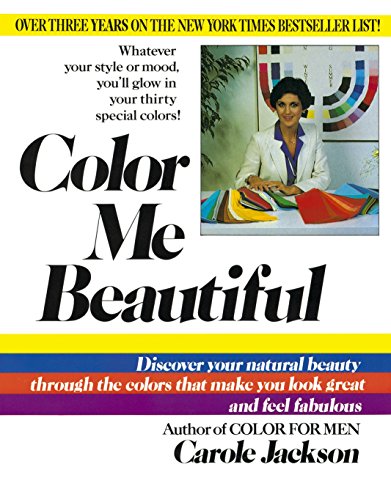 OVER THREE YEARS ON THE NEW YORK TIMES BESTSELLER LIST!
Whatever
your style or mood,
you'll glow in
your thirty
special colors!
Color
Me
Beautiful
Discover your natural beauty
through the colors that make you look great
and feel fabulous
Author of COLOR FOR MEN
Carole Jackson